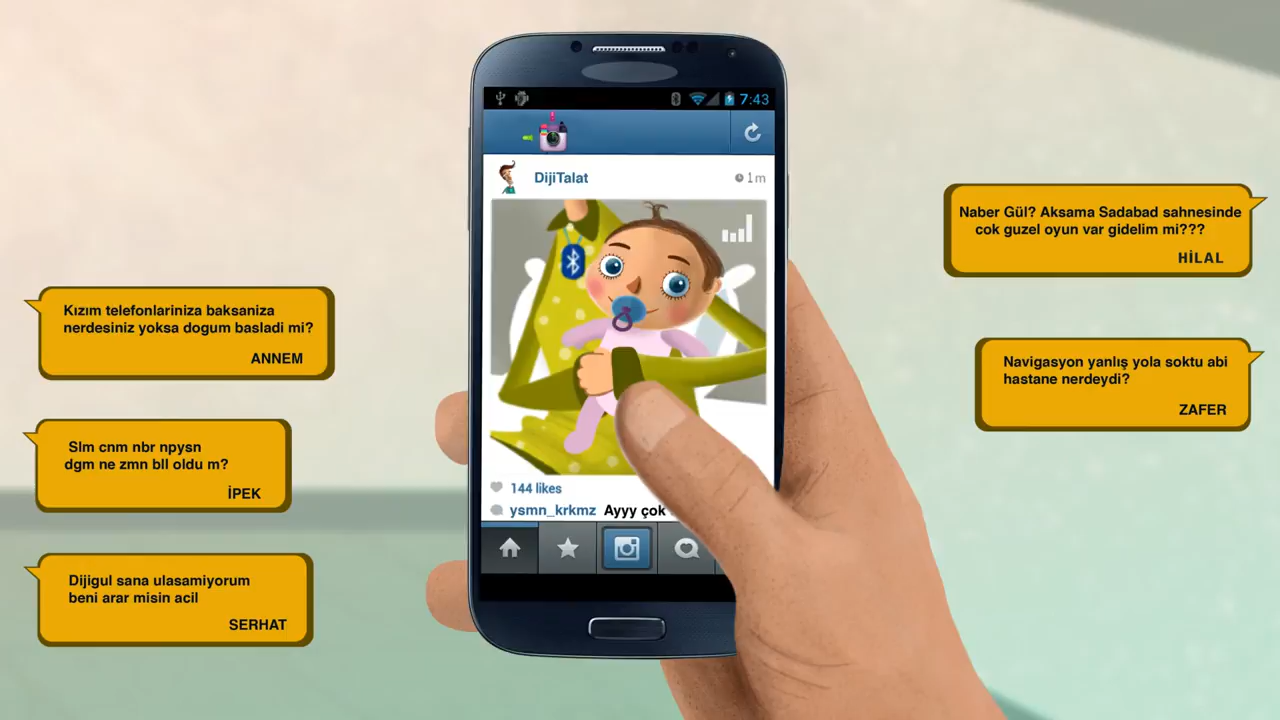 7:43
DijiTalat
1m
144 likes
ysmn_krkmz Ayyy çok
Kızım telefonlariniza baksaniza
nerdesiniz yoksa dogum basladi mi?
ANNEM
Slm cnm nbr npysn
dgm ne zmn bll oldu m?
İPEK
Dijigul sana ulasamiyorum
beni arar misin acil
SERHAT
Naber Gül? Aksama Sadabad sahnesinde
cok guzel oyun var gidelim mi???
HİLAL
Navigasyon yanlış yola soktu abi
hastane nerdeydi?
ZAFER